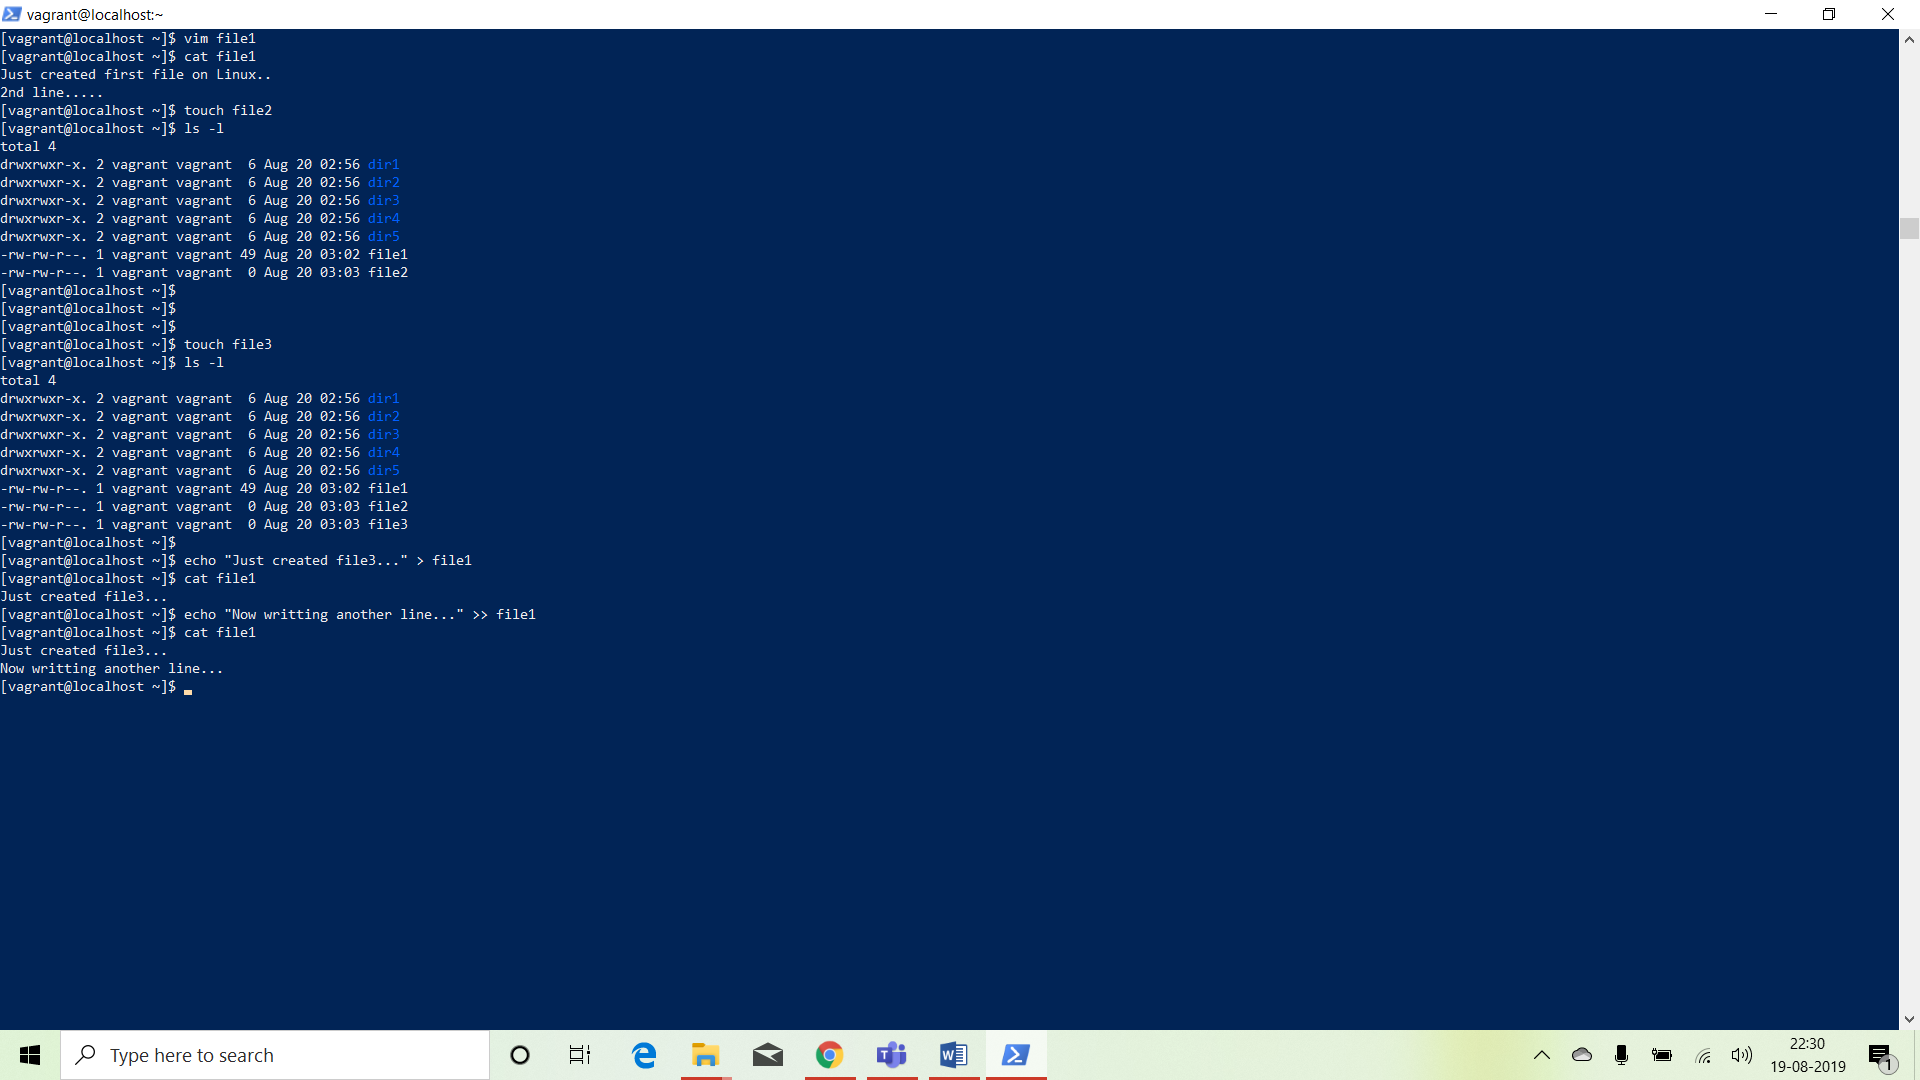 vagrant@localhost:~
[vagrant@localhost ~]$ vim file1
[vagrant@localhost ~]$ cat file1
Just created first file on Linux..
2nd line.....
[vagrant@localhost ~]$ touch file2
[vagrant@localhost ~]$ ls -l
total 4
drwxrwxr-x. 2 vagrant vagrant  6 Aug 20 02:56 dir1
drwxrwxr-x. 2 vagrant vagrant  6 Aug 20 02:56 dir2
drwxrwxr-x. 2 vagrant vagrant  6 Aug 20 02:56 dir3
drwxrwxr-x. 2 vagrant vagrant  6 Aug 20 02:56 dir4
drwxrwxr-x. 2 vagrant vagrant  6 Aug 20 02:56 dir5
-rw-rw-r--. 1 vagrant vagrant 49 Aug 20 03:02 file1
-rw-rw-r--. 1 vagrant vagrant  0 Aug 20 03:03 file2
[vagrant@localhost ~]$
[vagrant@localhost ~]$
[vagrant@localhost ~]$
[vagrant@localhost ~]$ touch file3
[vagrant@localhost ~]$ ls -l
total 4
drwxrwxr-x. 2 vagrant vagrant  6 Aug 20 02:56 dir1
drwxrwxr-x. 2 vagrant vagrant  6 Aug 20 02:56 dir2
drwxrwxr-x. 2 vagrant vagrant  6 Aug 20 02:56 dir3
drwxrwxr-x. 2 vagrant vagrant  6 Aug 20 02:56 dir4
drwxrwxr-x. 2 vagrant vagrant  6 Aug 20 02:56 dir5
-rw-rw-r--. 1 vagrant vagrant 49 Aug 20 03:02 file1
-rw-rw-r--. 1 vagrant vagrant  0 Aug 20 03:03 file2
-rw-rw-r--. 1 vagrant vagrant  0 Aug 20 03:03 file3
[vagrant@localhost ~]$
[vagrant@localhost ~]$ echo "Just created file3..." > file1
[vagrant@localhost ~]$ cat file1
Just created file3...
[vagrant@localhost ~]$ echo "Now writting another line..." >> file1
[vagrant@localhost ~]$ cat file1
Just created file3...
Now writting another line...
[vagrant@localhost ~]$
Type here to search
22:30
19-08-2019
1